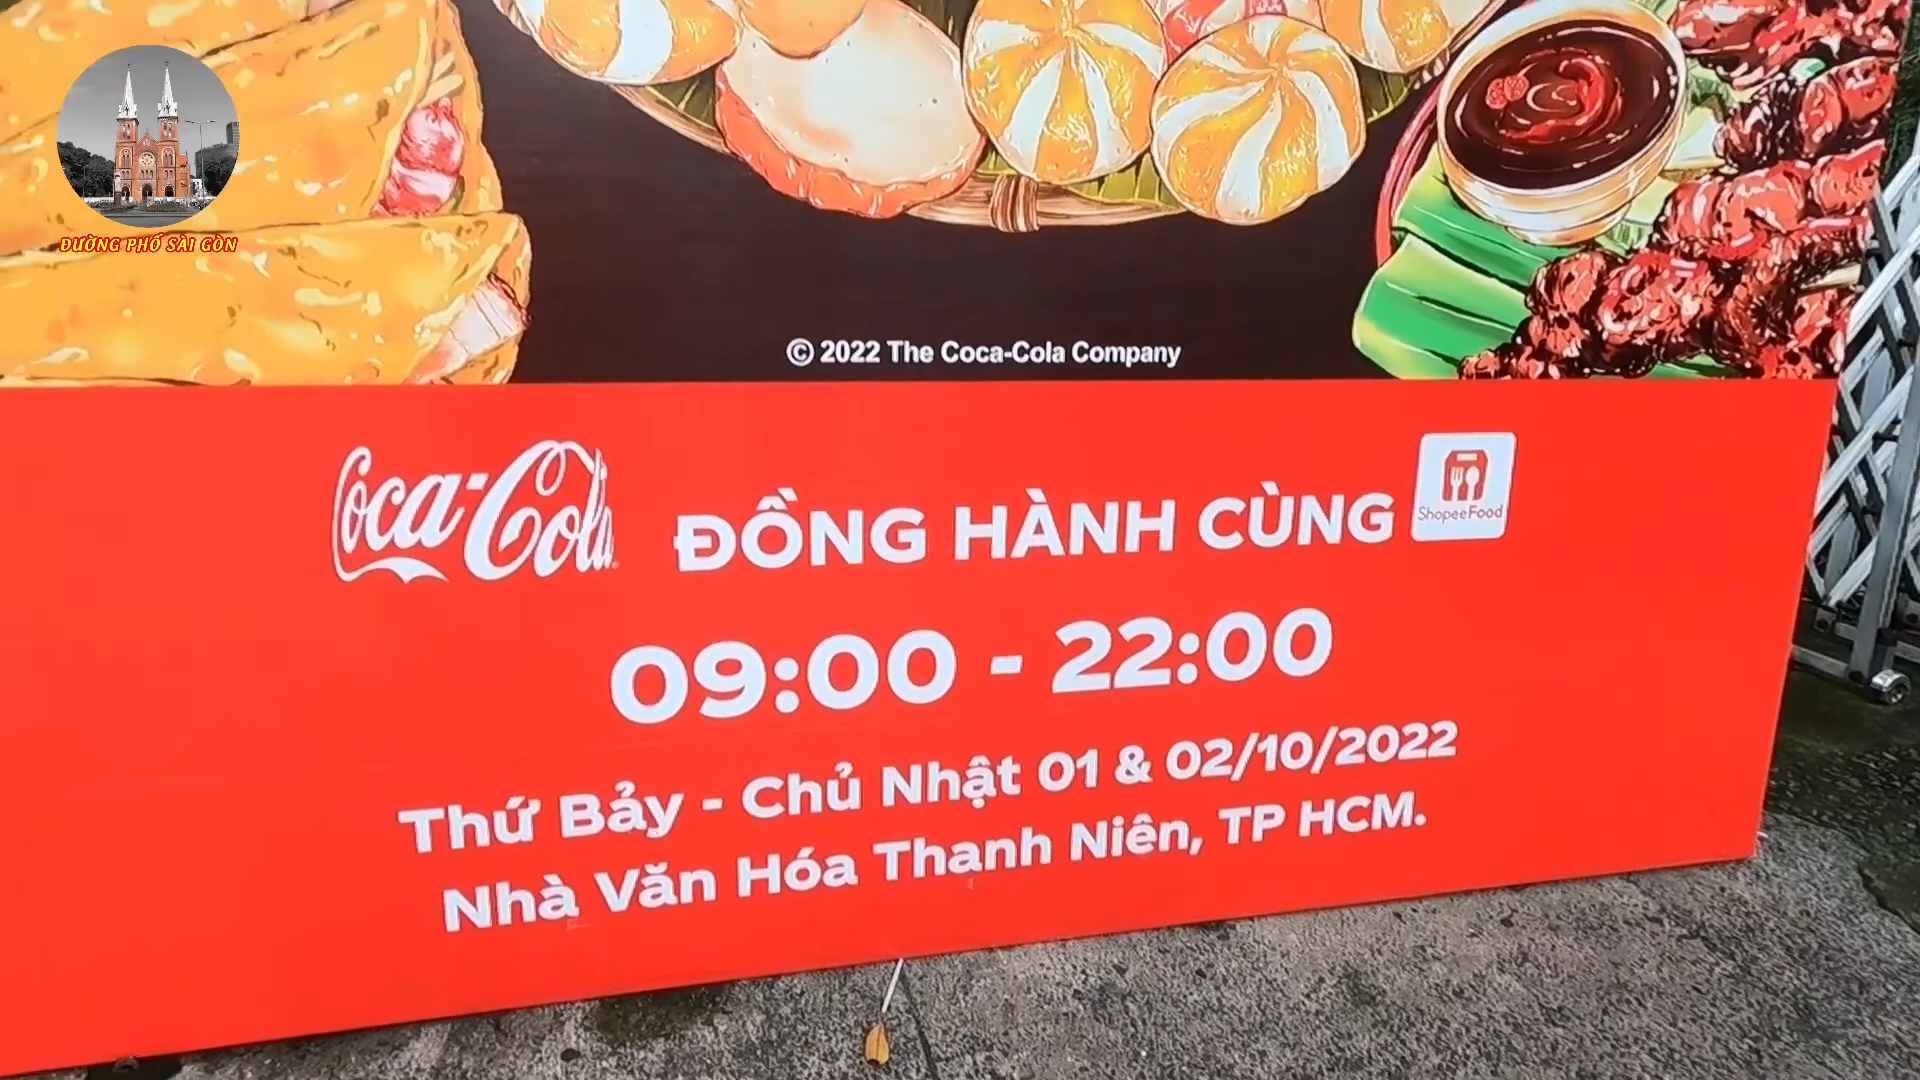 ĐƯỜNG PHỐ SÀI GÒN
© 2022 The Coca-Cola Company
Coca-Cola ĐỒNG HÀNH CÙNG ShopeeFood
09:00 - 22:00
Thứ Bảy - Chủ Nhật 01 & 02/10/2022
Nhà Văn Hóa Thanh Niên, TP HCM.